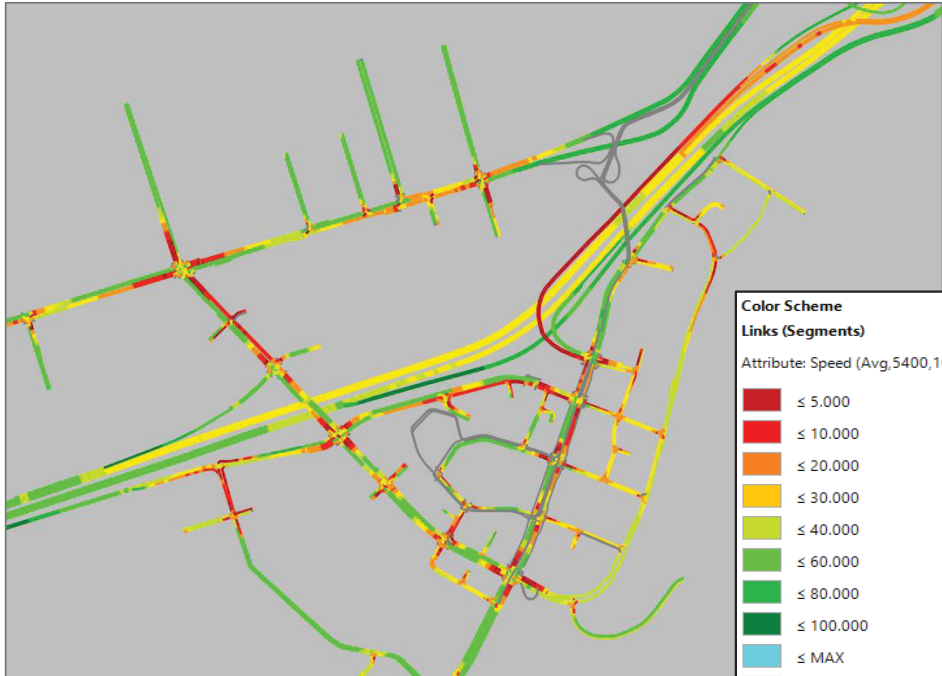 Color Scheme
Links (Segments)
Attribute: Speed (Avg,5400,10
≤ 5.000
≤ 10.000
≤ 20.000
≤ 30.000
≤ 40.000
≤ 60.000
≤ 80.000
≤ 100.000
≤ MAX